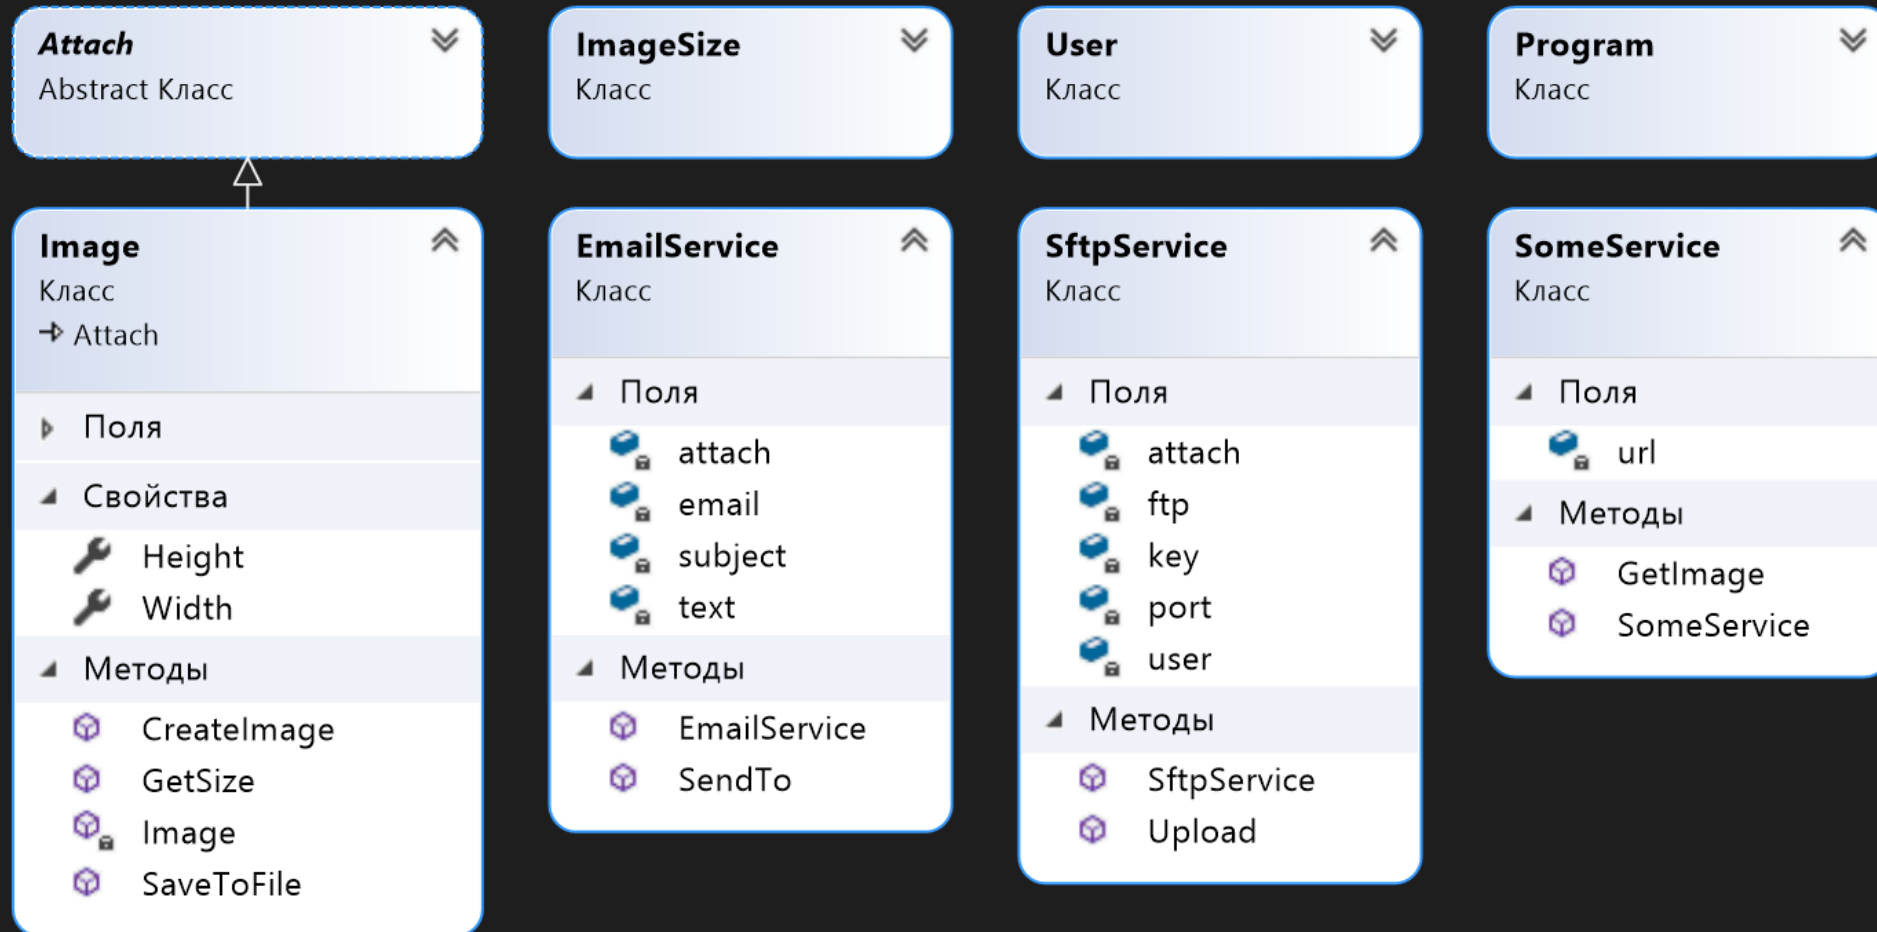 Attach
Abstract Класс
ImageSize
Класс
User
Класс
Program
Класс
Image
Класс
Attach
Поля
Свойства
Height
Width
Методы
CreateImage
GetSize
Image
SaveToFile
EmailService
Класс
Поля
attach
email
subject
text
Методы
EmailService
SendTo
SftpService
Класс
Поля
attach
ftp
key
port
user
Методы
SftpService
Upload
SomeService
Класс
Поля
url
Методы
GetImage
SomeService